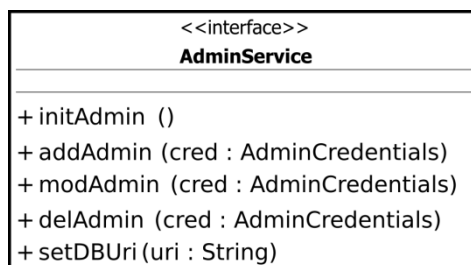 <<interface>>
AdminService
+ initAdmin ()
+ addAdmin (cred : AdminCredentials)
+ modAdmin (cred : AdminCredentials)
+ delAdmin (cred : AdminCredentials)
+ setDBUri (uri : String)